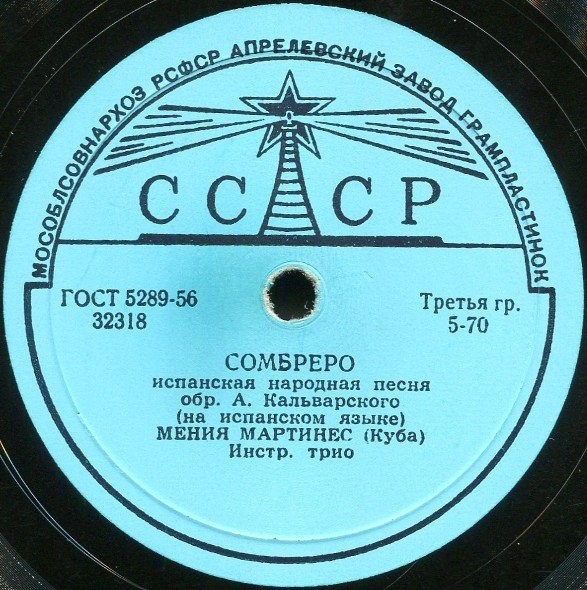 МОСОБЛСОВНАРХОЗ РСФСР АПРЕЛЕВСКИЙ ЗАВОД ГРАМПЛАСТИНОК
СССР
ГОСТ 5289-56
32318
Третья гр.
5-70
СОМБРЕРО
испанская народная песня
обр. А. Кальварского
(на испанском языке)
МЕНИЯ МАРТИНЕС (Куба)
Инстр. трио